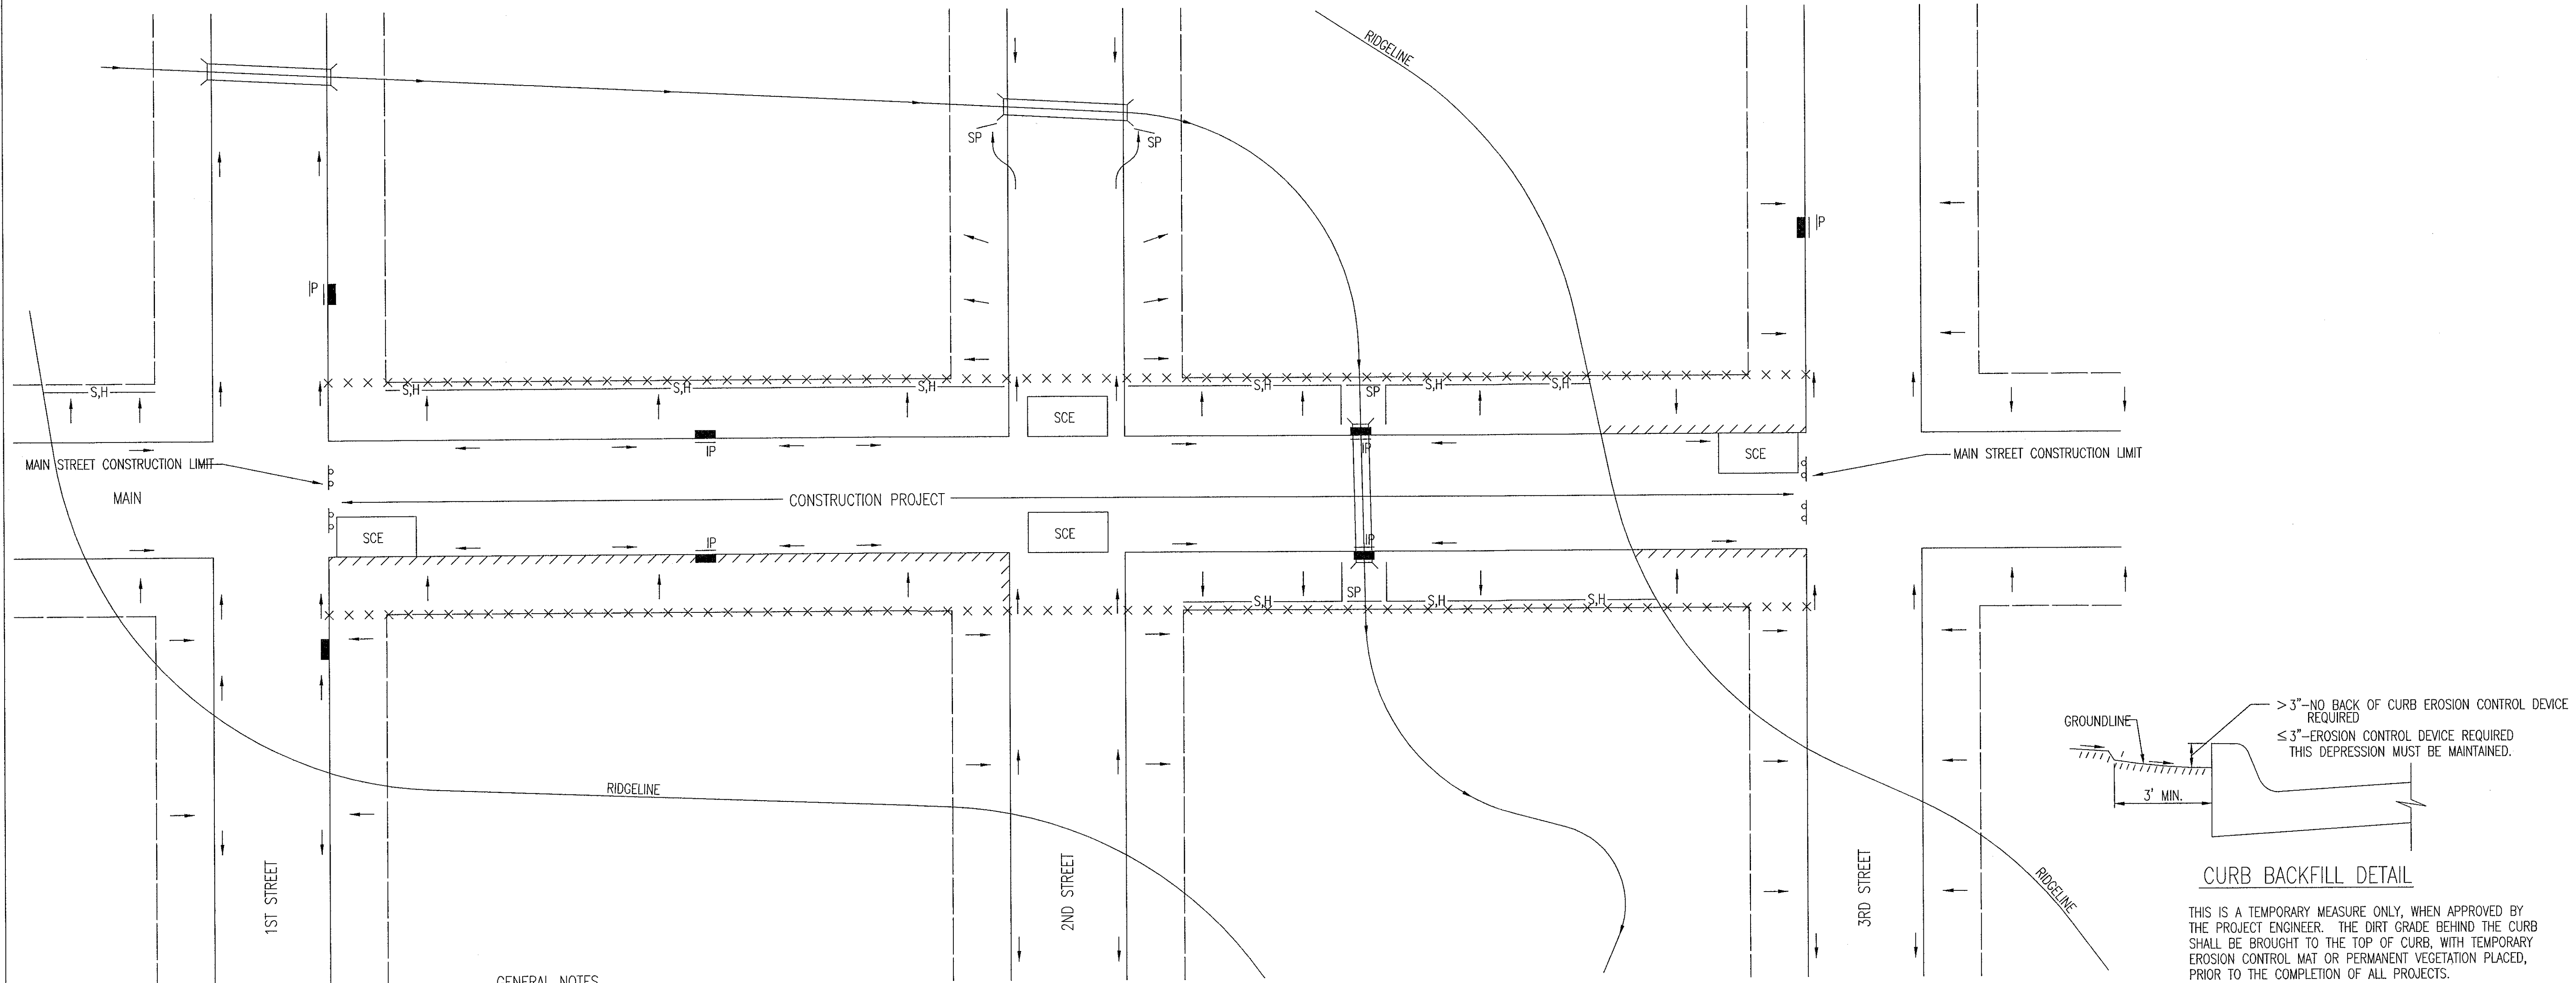 RIDGELINE
SP
SP
IP
IP
S,H
S,H
S,H
S,H
S,H
SP
S,H
S,H
SCE
MAIN STREET CONSTRUCTION LIMIT
IP
IP
SCE
MAIN STREET CONSTRUCTION LIMIT
MAIN
CONSTRUCTION PROJECT
SCE
SCE
IP
IP
S,H
SP
S,H
S,H
RIDGELINE
1ST STREET
2ND STREET
3RD STREET
RIDGELINE
GROUNDLINE
>3"-NO BACK OF CURB EROSION CONTROL DEVICE
REQUIRED
≤3"-EROSION CONTROL DEVICE REQUIRED
THIS DEPRESSION MUST BE MAINTAINED.
3' MIN.
CURB BACKFILL DETAIL
THIS IS A TEMPORARY MEASURE ONLY, WHEN APPROVED BY
THE PROJECT ENGINEER. THE DIRT GRADE BEHIND THE CURB
SHALL BE BROUGHT TO THE TOP OF CURB, WITH TEMPORARY
EROSION CONTROL MAT OR PERMANENT VEGETATION PLACED,
PRIOR TO THE COMPLETION OF ALL PROJECTS.
GENERAL NOTES